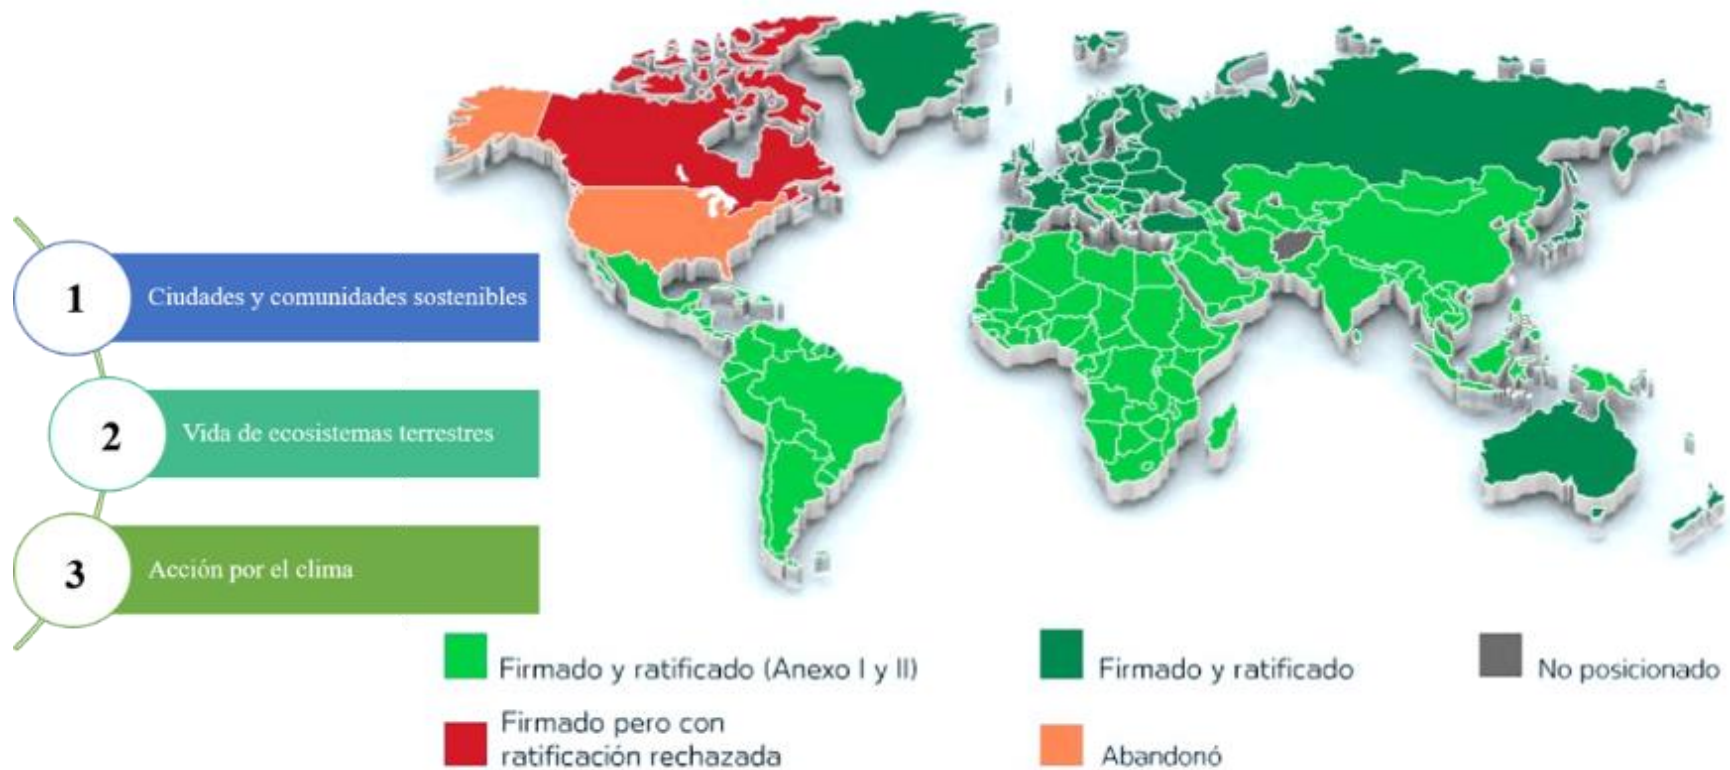 1
Ciudades y comunidades sostenibles
2
Vida de ecosistemas terrestres
3
Acción por el clima
Firmado y ratificado (Anexo I y II)
Firmado y ratificado
No posicionado
Firmado pero con
ratificación rechazada
Abandonó